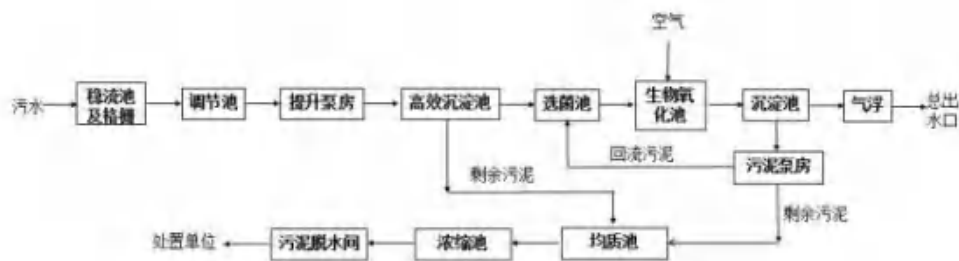 空气
污水
稳流池
及格栅
调节池
提升泵房
高效沉淀池
选菌池
生物氧
化池
沉淀池
气浮
总出
水口
回流污泥
污泥泵房
剩余污泥
剩余污泥
处置单位
污泥脱水间
浓缩池
均质池